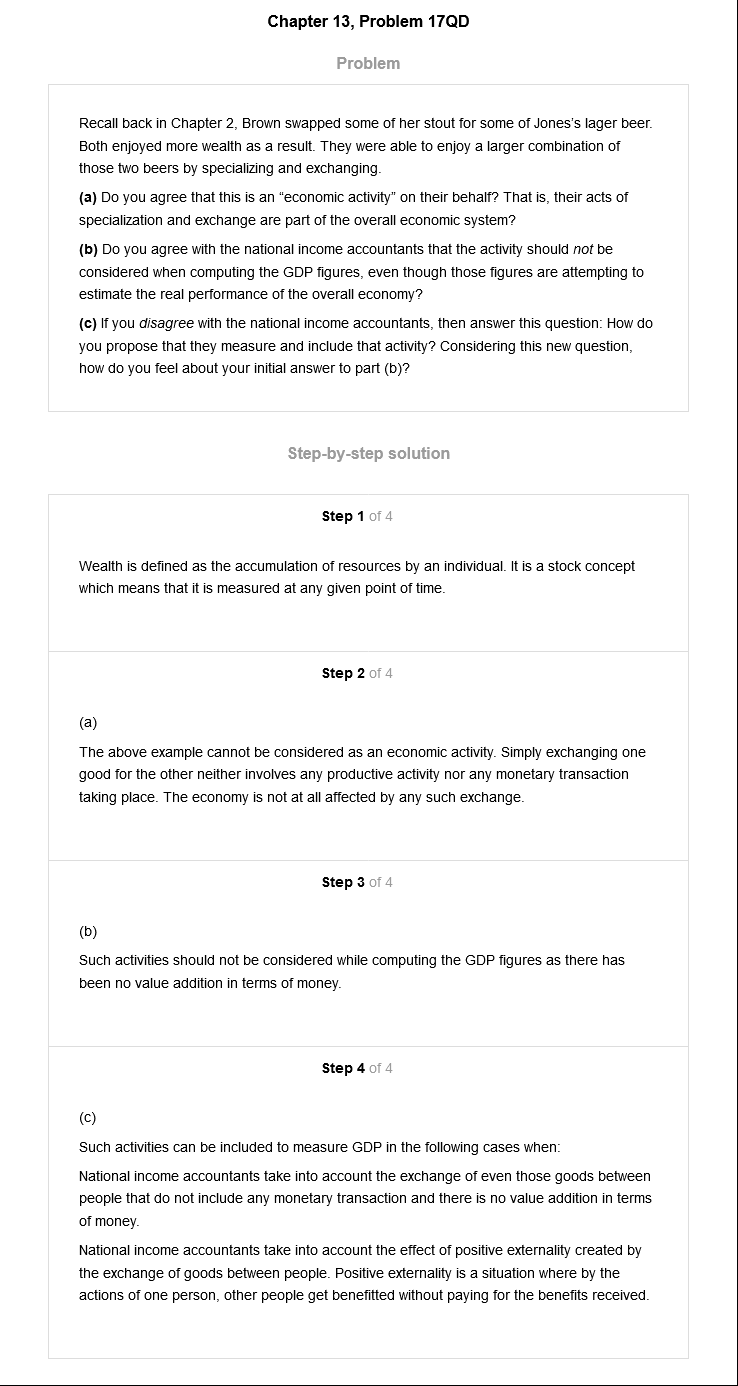 Chapter 13, Problem 17QD
Problem
Recall back in Chapter 2, Brown swapped some of her stout for some of Jones's lager beer.
Both enjoyed more wealth as a result. They were able to enjoy a larger combination of
those two beers by specializing and exchanging.
(a) Do you agree that this is an “economic activity” on their behalf? That is, their acts of
specialization and exchange are part of the overall economic system?
(b) Do you agree with the national income accountants that the activity should not be
considered when computing the GDP figures, even though those figures are attempting to
estimate the real performance of the overall economy?
(c) If you disagree with the national income accountants, then answer this question: How do
you propose that they measure and include that activity? Considering this new question,
how do you feel about your initial answer to part (b)?
Step-by-step solution
Step 1 of 4
Wealth is defined as the accumulation of resources by an individual. It is a stock concept
which means that it is measured at any given point of time.
Step 2 of 4
(a)
The above example cannot be considered as an economic activity. Simply exchanging one
good for the other neither involves any productive activity nor any monetary transaction
taking place. The economy is not at all affected by any such exchange.
Step 3 of 4
(b)
Such activities should not be considered while computing the GDP figures as there has
been no value addition in terms of money.
Step 4 of 4
(c)
Such activities can be included to measure GDP in the following cases when:
National income accountants take into account the exchange of even those goods between
people that do not include any monetary transaction and there is no value addition in terms
of money.
National income accountants take into account the effect of positive externality created by
the exchange of goods between people. Positive externality is a situation where by the
actions of one person, other people get benefitted without paying for the benefits received.